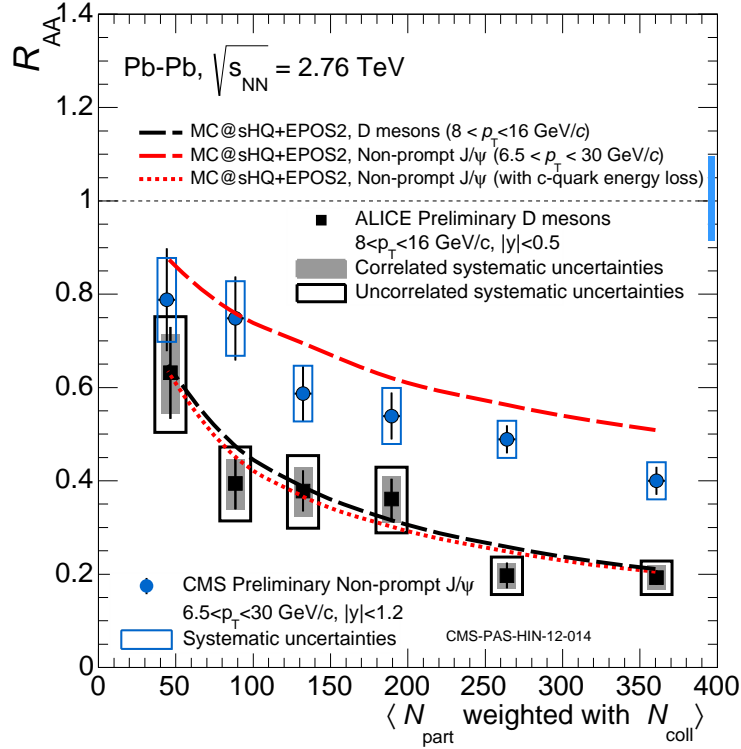 R_AA
Pb-Pb, √s_NN = 2.76 TeV
MC@sHQ+EPOS2, D mesons (8 < p_T <16 GeV/c)
MC@sHQ+EPOS2, Non-prompt J/ψ (6.5 < p_T < 30 GeV/c)
MC@sHQ+EPOS2, Non-prompt J/ψ (with c-quark energy loss)
ALICE Preliminary D mesons
8<p_T<16 GeV/c, |y|<0.5
Correlated systematic uncertainties
Uncorrelated systematic uncertainties
CMS Preliminary Non-prompt J/ψ
6.5<p_T<30 GeV/c, |y|<1.2
Systematic uncertainties
CMS-PAS-HIN-12-014
1.4
1.2
1
0.8
0.6
0.4
0.2
0
0 50 100 150 200 250 300 350 400
⟨ N_part weighted with N_coll ⟩